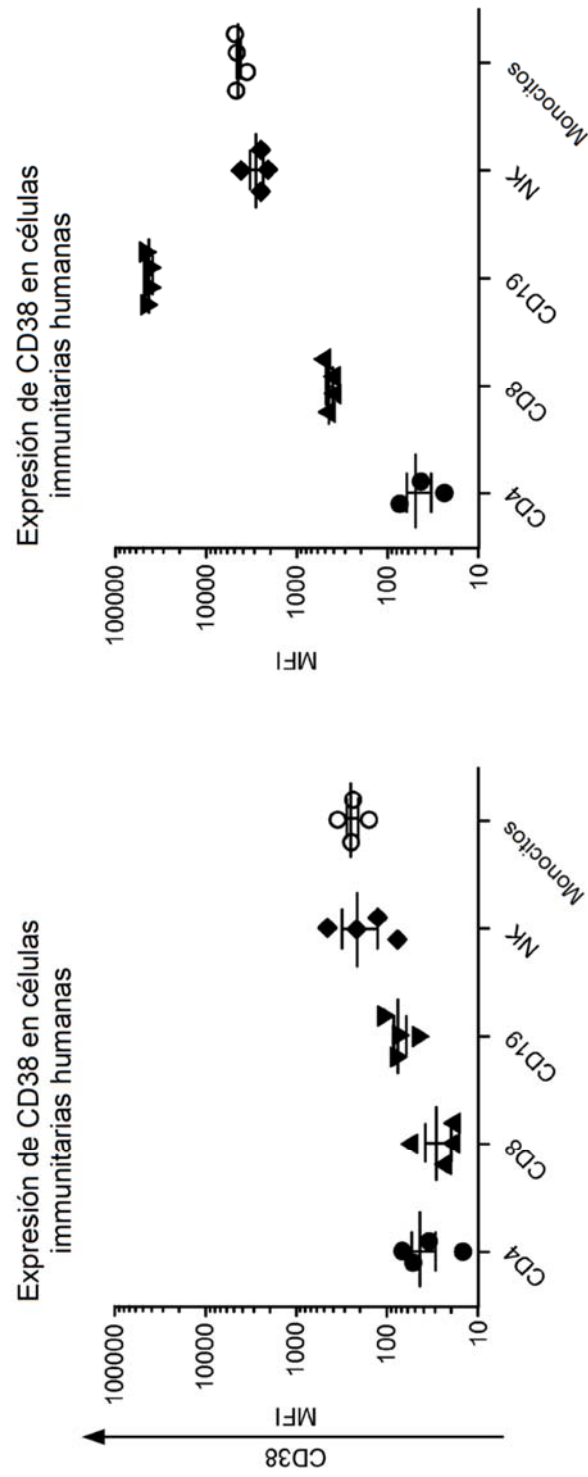 Expresión de CD38 en células
immunitarias humanas
100000
10000
1000
100
10
MFI
CD38
CD4
CD8
CD19
NK
Monocitos
Expresión de CD38 en células
immunitarias humanas
100000
10000
1000
100
10
MFI
CD4
CD8
CD19
NK
Monocitos